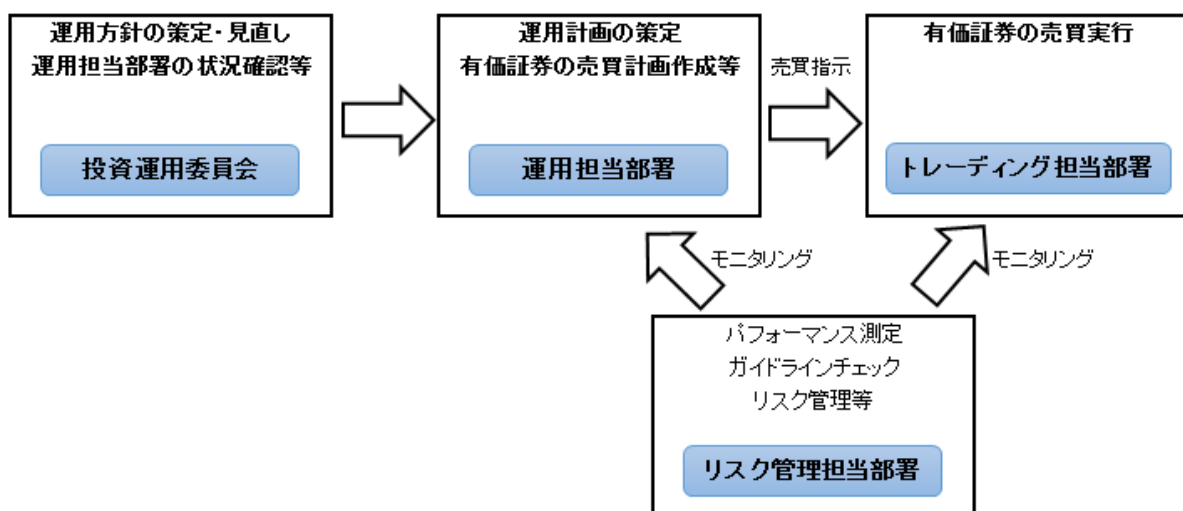 運用方針の策定・見直し
運用担当部署の状況確認等
投資運用委員会
運用計画の策定
有価証券の売買計画作成等
運用担当部署
売買指示
有価証券の売買実行
トレーディング担当部署
モニタリング
モニタリング
パフォーマンス測定
ガイドラインチェック
リスク管理等
リスク管理担当部署